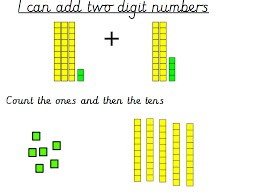 I can add two digit numbers
+
Count the ones and then the tens